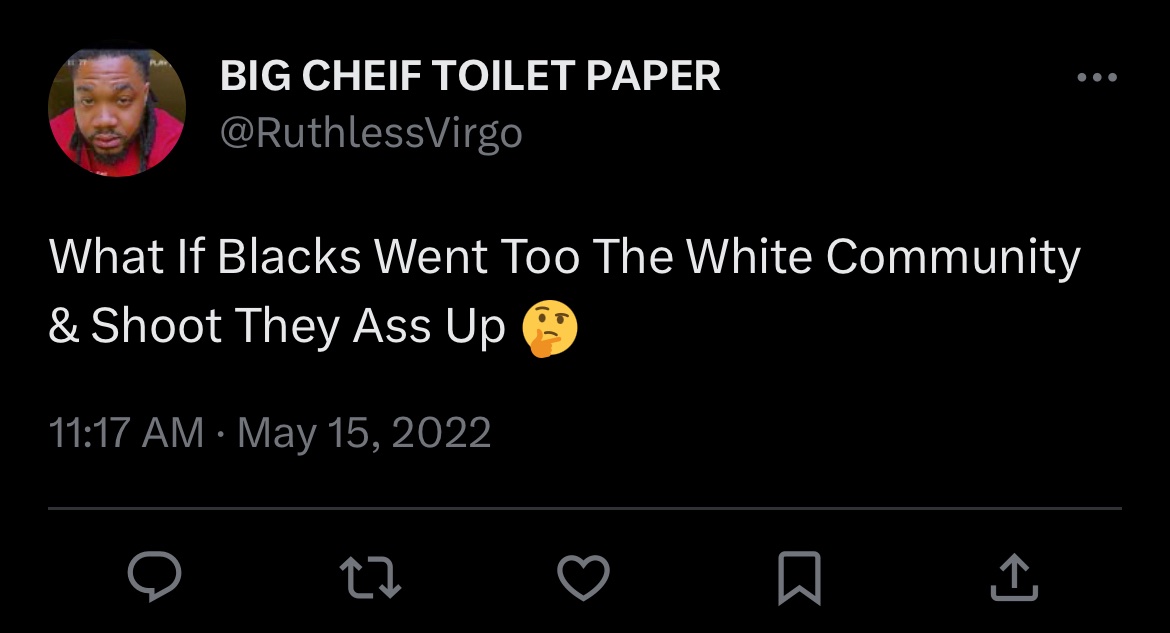 BIG CHEIF TOILET PAPER
@RuthlessVirgo
What If Blacks Went Too The White Community
& Shoot They Ass Up 🤔
11:17 AM · May 15, 2022